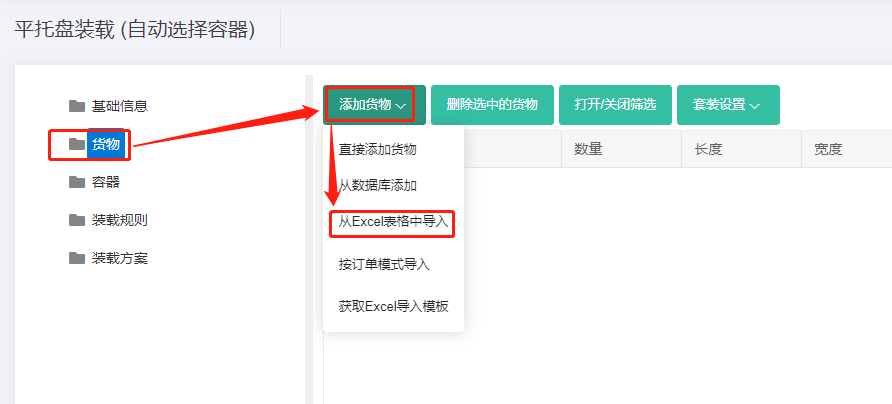 平托盘装载 (自动选择容器)
基础信息
货物
容器
装载规则
装载方案
添加货物
删除选中的货物
打开/关闭筛选
套装设置
直接添加货物
从数据库添加
从Excel表格中导入
按订单模式导入
获取Excel导入模板
数量
长度
宽度